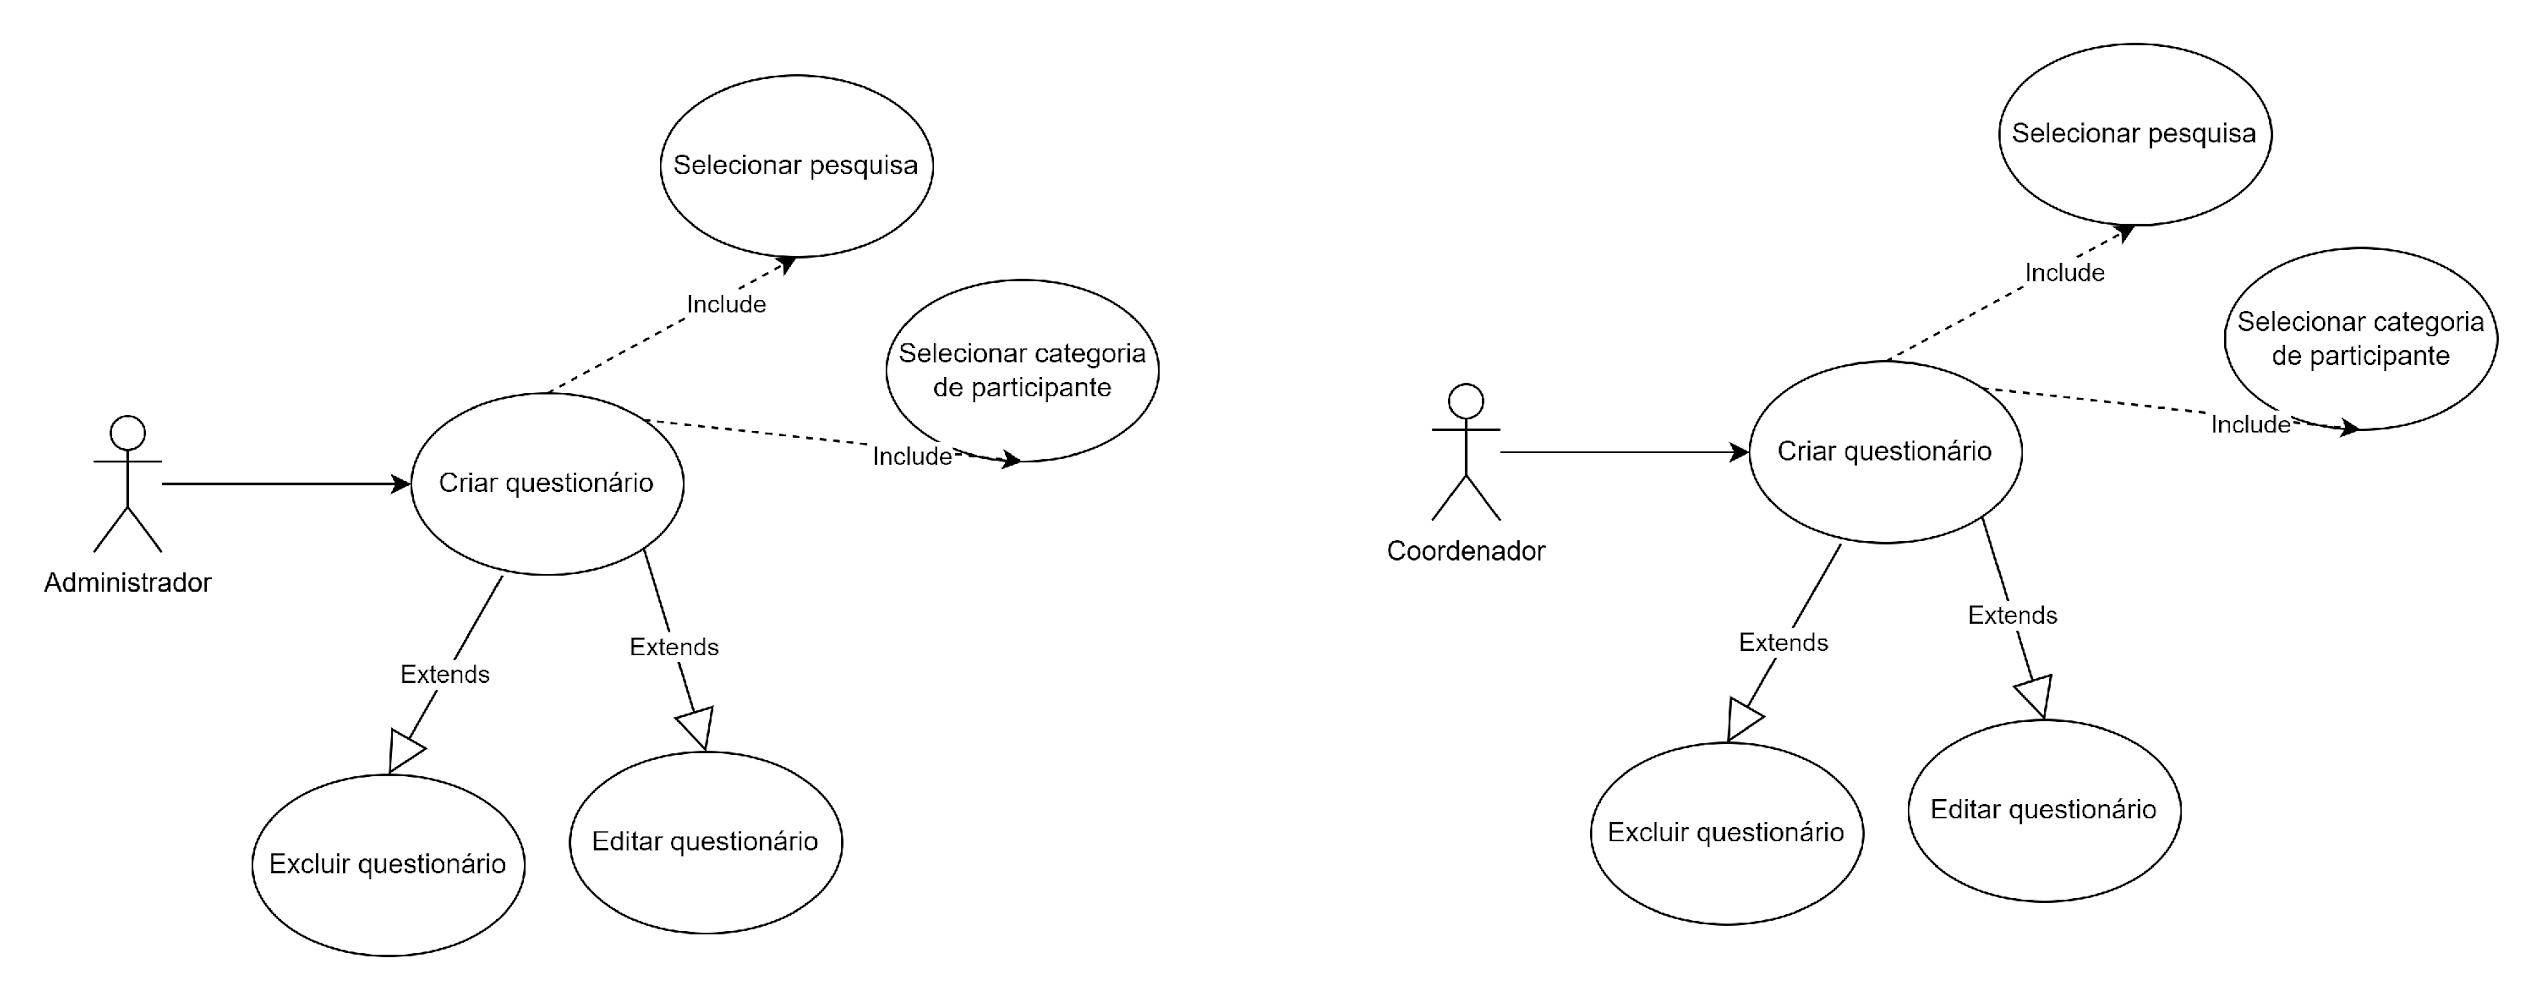 Selecionar pesquisa
Include
Selecionar categoria
de participante
Include
Criar questionário
Administrador
Extends
Extends
Excluir questionário
Editar questionário
Selecionar pesquisa
Include
Selecionar categoria
de participante
Include
Criar questionário
Coordenador
Extends
Extends
Excluir questionário
Editar questionário